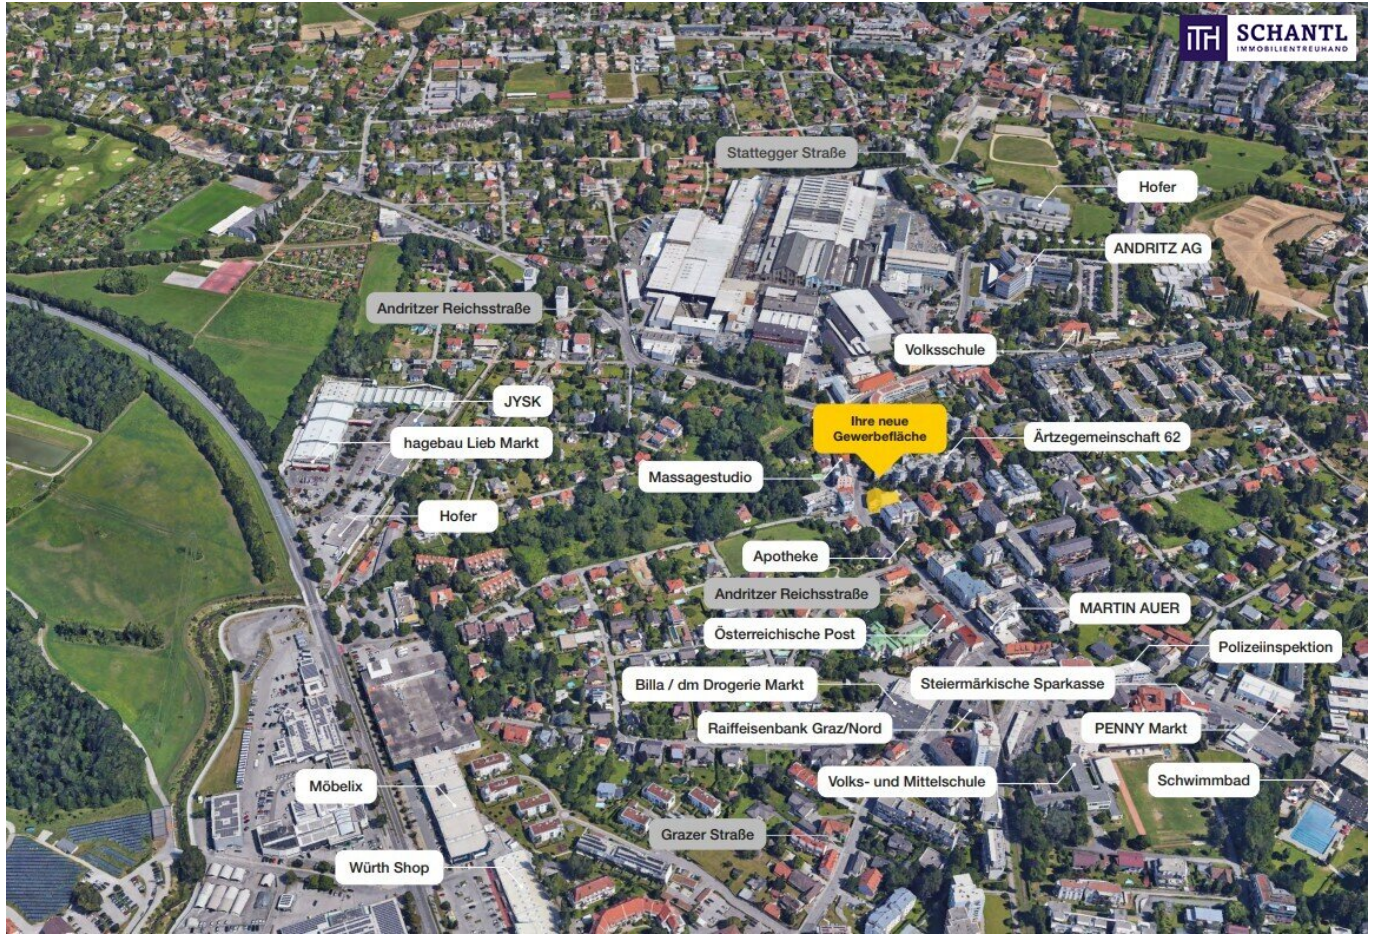 SCHANTL
IMMOBILIENTREUHAND
Stattegger Straße
Hofer
ANDRITZ AG
Andritzer Reichsstraße
Volksschule
JYSK
Ihre neue
Gewerbefläche
hagebau Lieb Markt
Ärtzegemeinschaft 62
Massagestudio
Hofer
Apotheke
Andritzer Reichsstraße
MARTIN AUER
Österreichische Post
Polizeiinspektion
Billa / dm Drogerie Markt
Steiermärkische Sparkasse
Raiffeisenbank Graz/Nord
PENNY Markt
Möbelix
Volks- und Mittelschule
Schwimmbad
Grazer Straße
Würth Shop